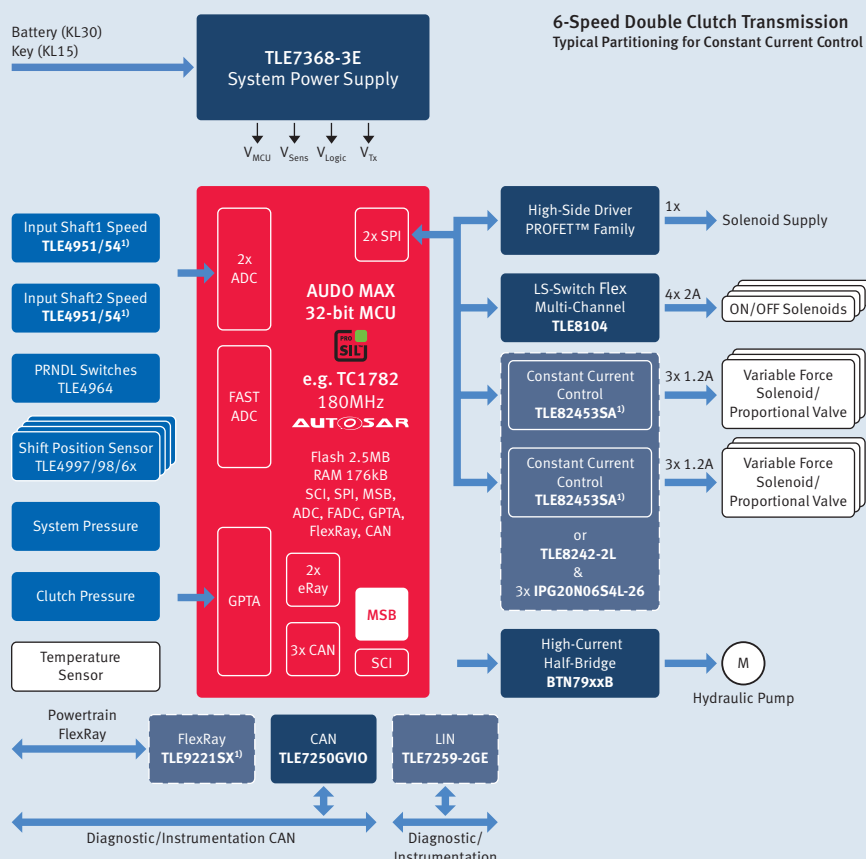 Battery (KL30)
Key (KL15)
6-Speed Double Clutch Transmission
Typical Partitioning for Constant Current Control
TLE7368-3E
System Power Supply
VMCU VSens VLogic VTx
Input Shaft1 Speed
TLE4951/54¹⁾
Input Shaft2 Speed
TLE4951/54¹⁾
PRNDL Switches
TLE4964
Shift Position Sensor
TLE4997/98/6x
System Pressure
Clutch Pressure
Temperature
Sensor
2x
ADC
FAST
ADC
GPTA
2x SPI
AUDO MAX
32-bit MCU
PRO
SIL™
e.g. TC1782
180MHz
AUTOSAR
Flash 2.5MB
RAM 176kB
SCI, SPI, MSB,
ADC, FADC, GPTA,
FlexRay, CAN
2x
eRay
3x CAN
MSB
SCI
High-Side Driver
PROFET™ Family
1x
Solenoid Supply
LS-Switch Flex
Multi-Channel
TLE8104
4x 2A
ON/OFF Solenoids
Constant Current
Control
TLE82453SA¹⁾
3x 1.2A
Variable Force
Solenoid/
Proportional Valve
Constant Current
Control
TLE82453SA¹⁾
3x 1.2A
Variable Force
Solenoid/
Proportional Valve
or
TLE8242-2L
&
3x IPG20N06S4L-26
High-Current
Half-Bridge
BTN79xxB
M
Hydraulic Pump
Powertrain
FlexRay
FlexRay
TLE9221SX¹⁾
CAN
TLE7250GVIO
LIN
TLE7259-2GE
Diagnostic/Instrumentation CAN
Diagnostic/
Instrumentation